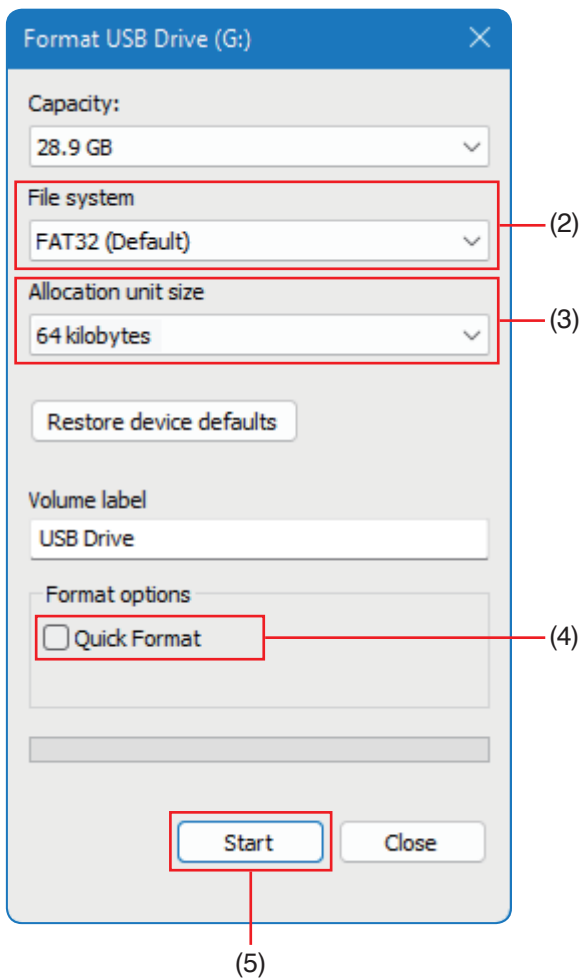 Format USB Drive (G:)
Capacity:
28.9 GB
File system
FAT32 (Default)
(2)
Allocation unit size
64 kilobytes
(3)
Restore device defaults
Volume label
USB Drive
Format options
Quick Format
(4)
Start
Close
(5)